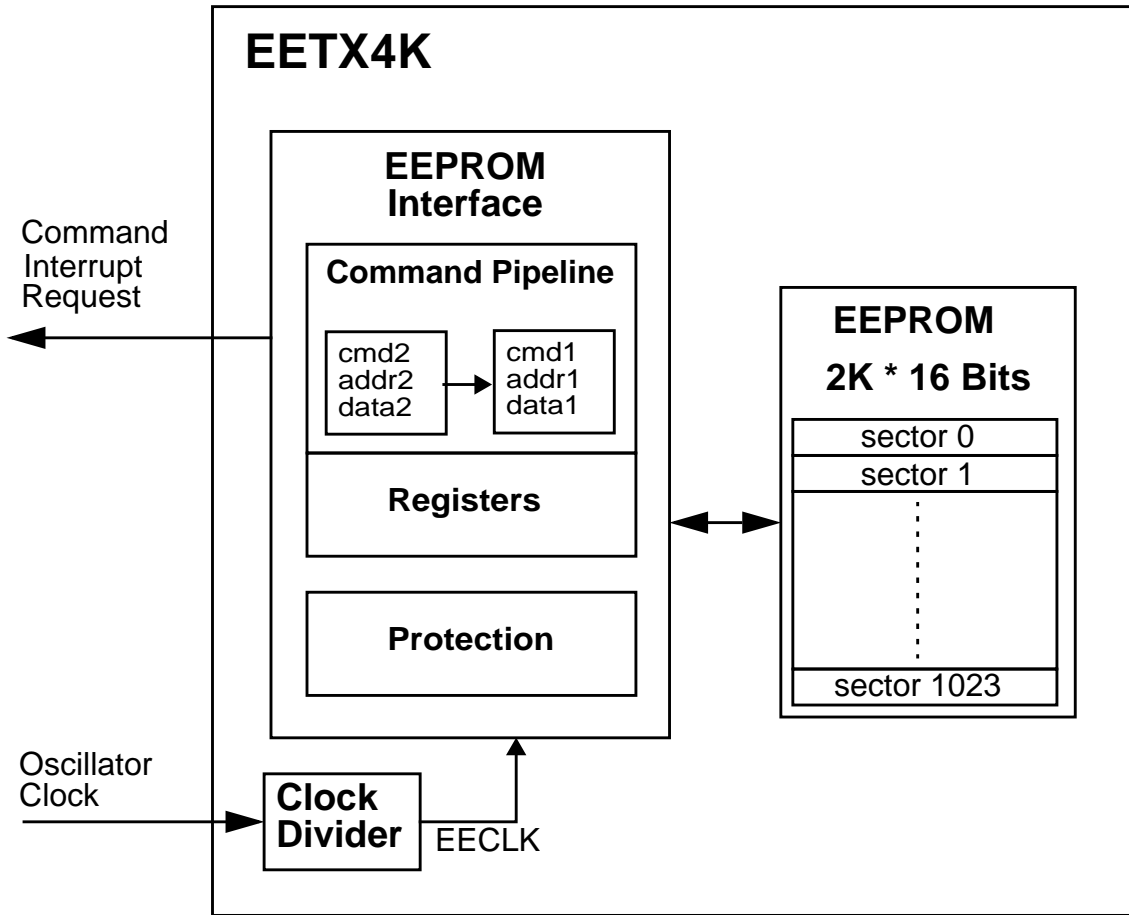 EETX4K
EEPROM
Interface
Command
Interrupt
Request
Command Pipeline
cmd2
addr2
data2
cmd1
addr1
data1
Registers
Protection
EEPROM
2K * 16 Bits
sector 0
sector 1
sector 1023
Oscillator
Clock
Clock
Divider
EECLK